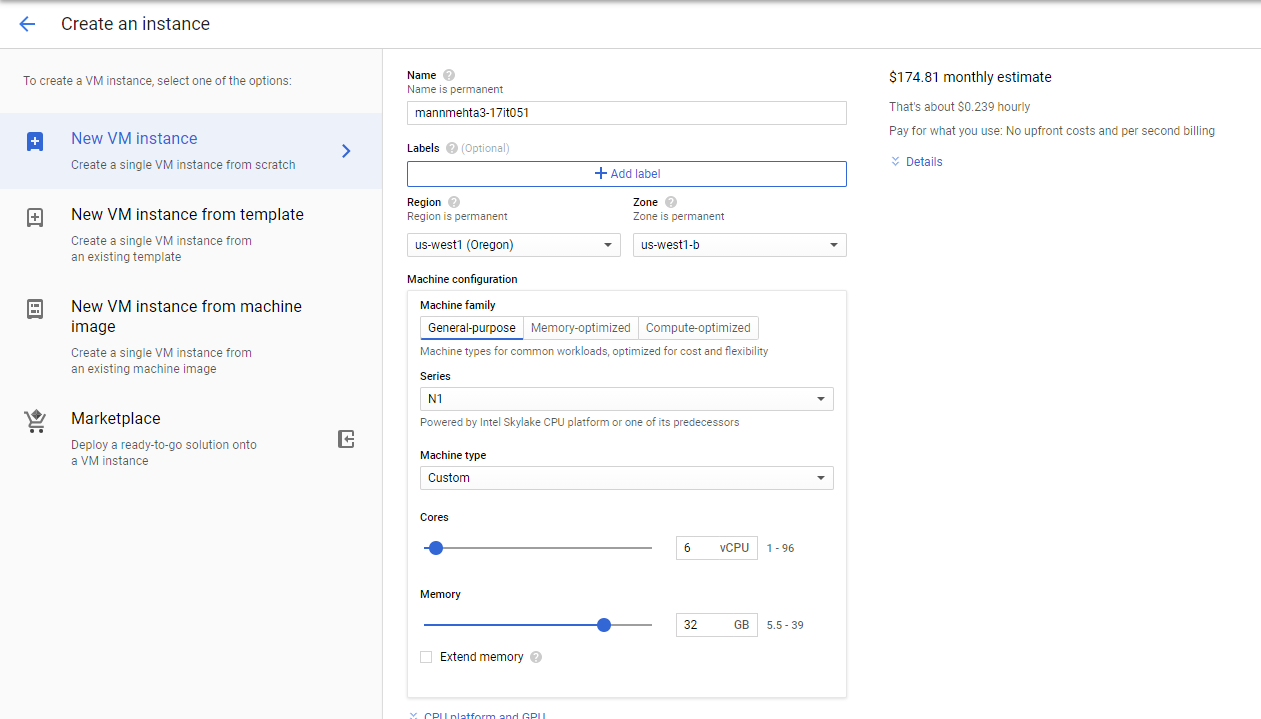 Create an instance
To create a VM instance, select one of the options:
New VM instance
Create a single VM instance from scratch
New VM instance from template
Create a single VM instance from
an existing template
New VM instance from machine
image
Create a single VM instance from
an existing machine image
Marketplace
Deploy a ready-to-go solution onto
a VM instance
Name
Name is permanent
mannmehta3-17it051
Labels (Optional)
Add label
Region
Region is permanent
us-west1 (Oregon)
Zone
Zone is permanent
us-west1-b
Machine configuration
Machine family
General-purpose Memory-optimized Compute-optimized
Machine types for common workloads, optimized for cost and flexibility
Series
N1
Powered by Intel Skylake CPU platform or one of its predecessors
Machine type
Custom
Cores
6 vCPU 1 - 96
Memory
32 GB 5.5 - 39
Extend memory
CPU platform and GPU
$174.81 monthly estimate
That's about $0.239 hourly
Pay for what you use: No upfront costs and per second billing
Details